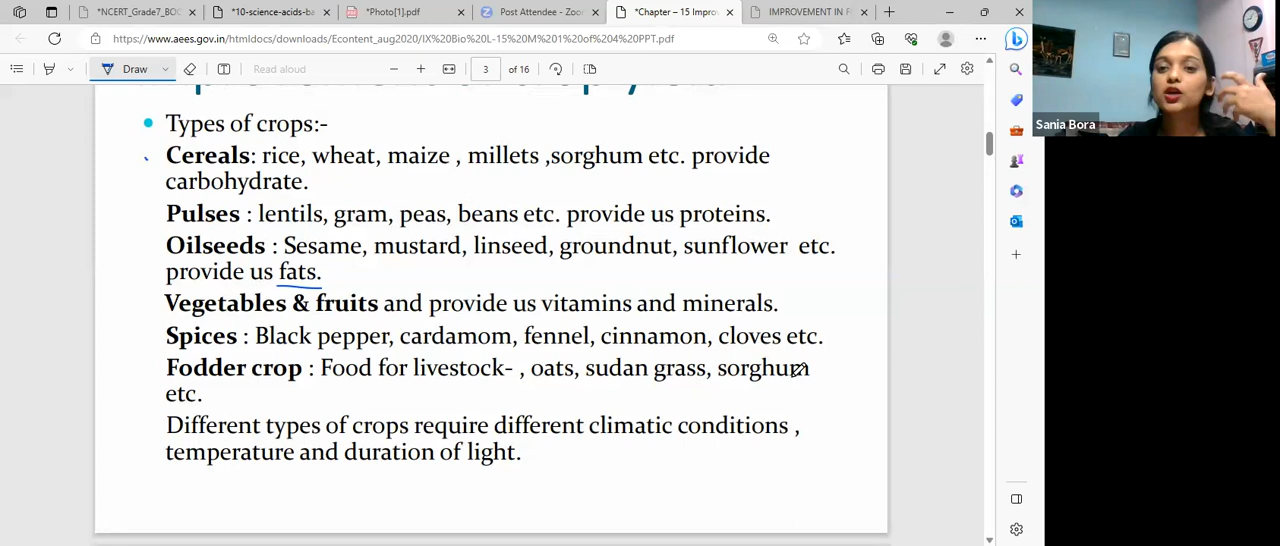 *NCERT_Grade7_BOC
*10-science-acids-ba
*Photo[1].pdf
Post Attendee - Zoor
*Chapter – 15 Impro
IMPROVEMENT IN F
https://www.aees.gov.in/htmldocs/downloads/Econtent_aug2020/IX%20Bio%20L-15%20M%201%20of%204%20PPT.pdf
Draw
Read aloud
3 of 16
Types of crops:-
Cereals: rice, wheat, maize , millets ,sorghum etc. provide
carbohydrate.
Pulses : lentils, gram, peas, beans etc. provide us proteins.
Oilseeds : Sesame, mustard, linseed, groundnut, sunflower etc.
provide us fats.
Vegetables & fruits and provide us vitamins and minerals.
Spices : Black pepper, cardamom, fennel, cinnamon, cloves etc.
Fodder crop : Food for livestock- , oats, sudan grass, sorghum
etc.
Different types of crops require different climatic conditions ,
temperature and duration of light.
Sania Bora